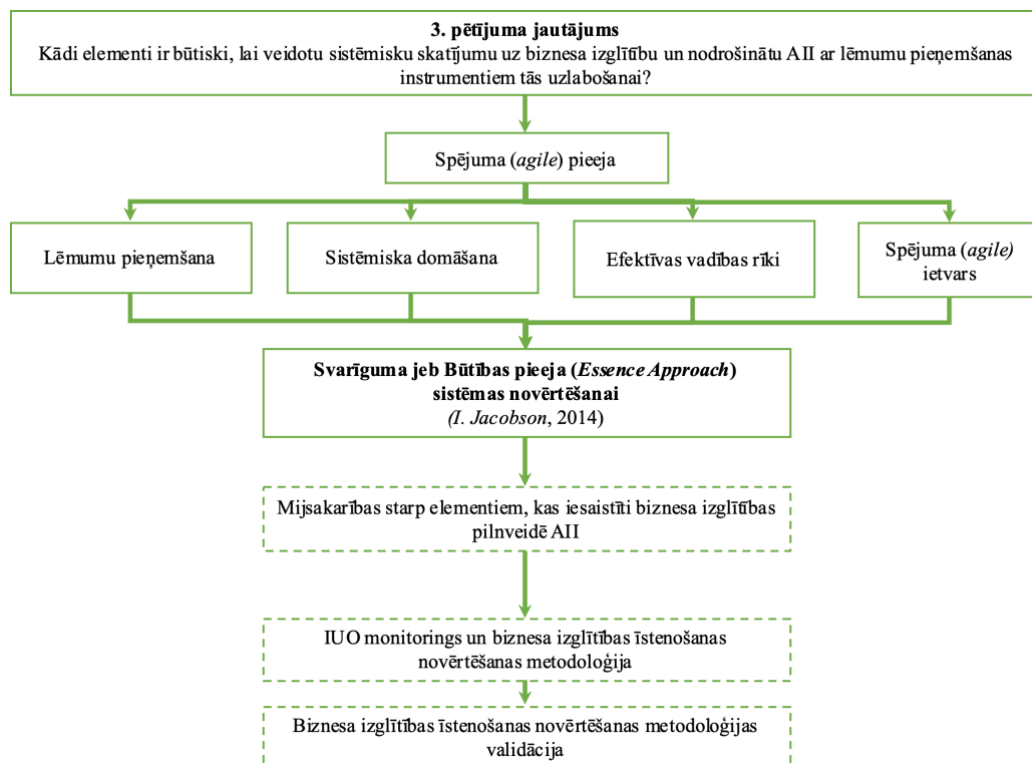 3. pētījuma jautājums
Kādi elementi ir būtiski, lai veidotu sistēmisku skatījumu uz biznesa izglītību un nodrošinātu AII ar lēmumu pieņemšanas
instrumentiem tās uzlabošanai?
Spējuma (agile) pieeja
Lēmumu pieņemšana
Sistēmiska domāšana
Efektīvas vadības rīki
Spējuma (agile)
ietvars
Svarīguma jeb Būtības pieeja (Essence Approach)
sistēmas novērtēšanai
(I. Jacobson, 2014)
Mijsakarības starp elementiem, kas iesaistīti biznesa izglītības
pilnveidē AII
IUO monitorings un biznesa izglītības īstenošanas
novērtēšanas metodoloģija
Biznesa izglītības īstenošanas novērtēšanas metodoloģijas
validācija